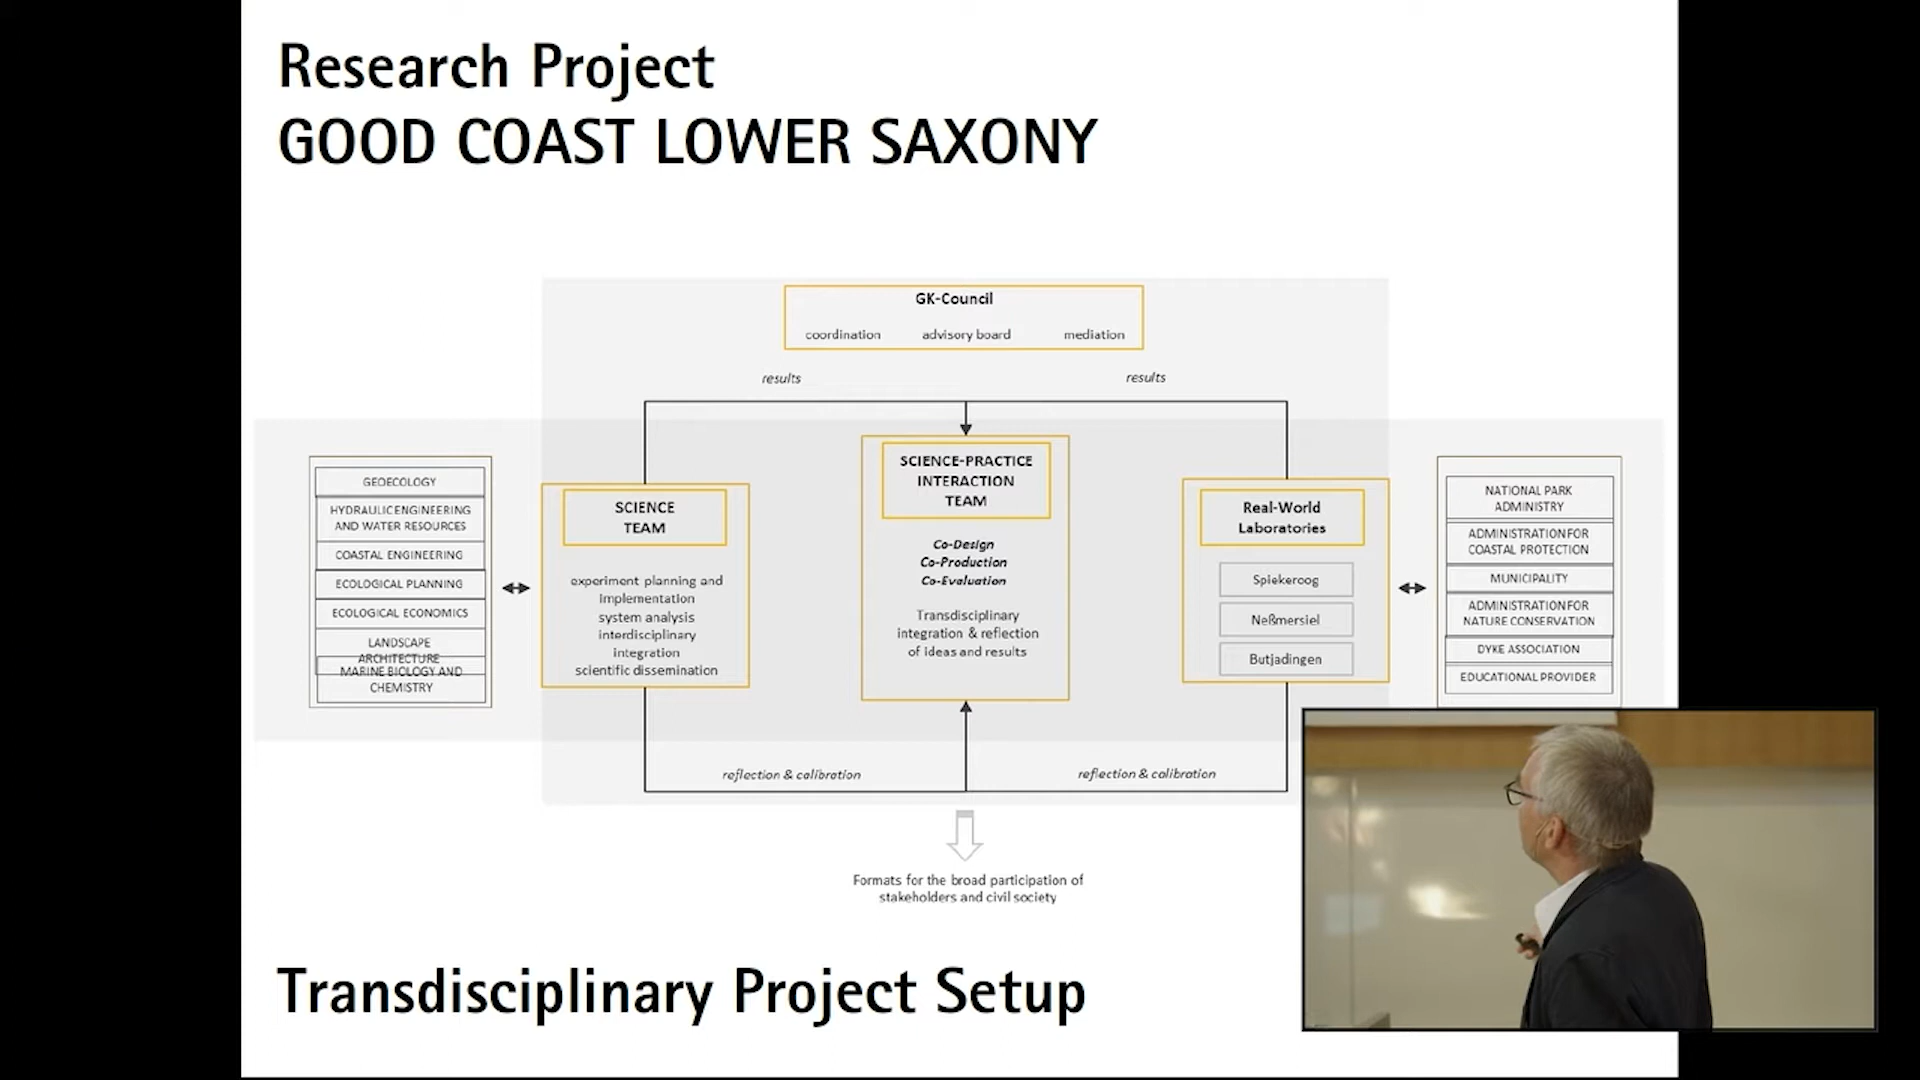 Research Project
GOOD COAST LOWER SAXONY
GK-Council
coordination advisory board mediation
results results
GEOECOLOGY
HYDRAULIC ENGINEERING
AND WATER RESOURCES
COASTAL ENGINEERING
ECOLOGICAL PLANNING
ECOLOGICAL ECONOMICS
LANDSCAPE
ARCHITECTURE
MARINE BIOLOGY AND
CHEMISTRY
SCIENCE
TEAM
experiment planning and
implementation
system analysis
interdisciplinary
integration
scientific dissemination
SCIENCE-PRACTICE
INTERACTION
TEAM
Co-Design
Co-Production
Co-Evaluation
Transdisciplinary
integration & reflection
of ideas and results
Real-World
Laboratories
Spiekeroog
Neßmersiel
Butjadingen
NATIONAL PARK
ADMINISTRY
ADMINISTRATION FOR
COASTAL PROTECTION
MUNICIPALITY
ADMINISTRATION FOR
NATURE CONSERVATION
DYKE ASSOCIATION
EDUCATIONAL PROVIDER
reflection & calibration reflection & calibration
Formats for the broad participation of
stakeholders and civil society
Transdisciplinary Project Setup